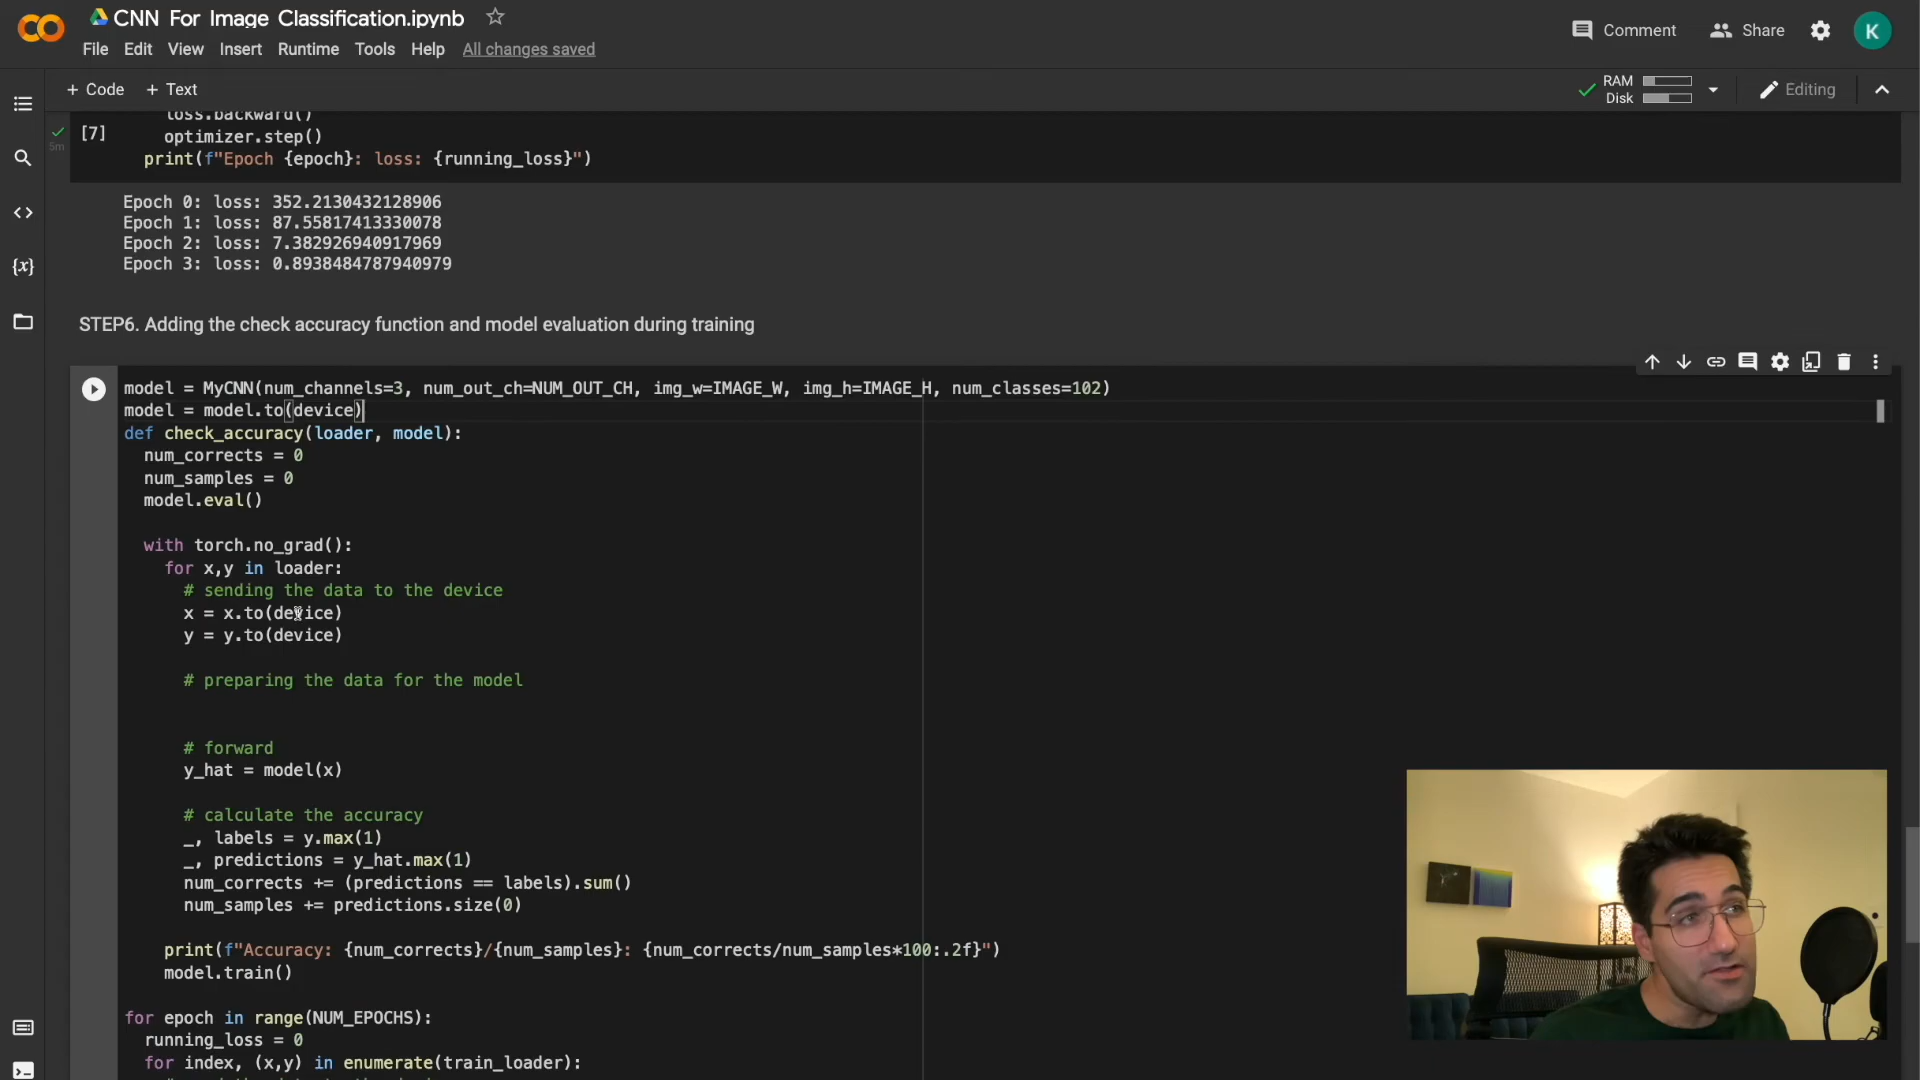 CNN For Image Classification.ipynb
File Edit View Insert Runtime Tools Help All changes saved
Comment Share K
+ Code + Text
RAM
Disk
Editing
loss.backward()
[7] optimizer.step()
5m
print(f"Epoch {epoch}: loss: {running_loss}")
Epoch 0: loss: 352.2130432128906
Epoch 1: loss: 87.55817413330078
Epoch 2: loss: 7.382926940917969
Epoch 3: loss: 0.8938484787940979
STEP6. Adding the check accuracy function and model evaluation during training
model = MyCNN(num_channels=3, num_out_ch=NUM_OUT_CH, img_w=IMAGE_W, img_h=IMAGE_H, num_classes=102)
model = model.to(device)
def check_accuracy(loader, model):
num_corrects = 0
num_samples = 0
model.eval()
with torch.no_grad():
for x,y in loader:
# sending the data to the device
x = x.to(device)
y = y.to(device)
# preparing the data for the model
# forward
y_hat = model(x)
# calculate the accuracy
_, labels = y.max(1)
_, predictions = y_hat.max(1)
num_corrects += (predictions == labels).sum()
num_samples += predictions.size(0)
print(f"Accuracy: {num_corrects}/{num_samples}: {num_corrects/num_samples*100:.2f}")
model.train()
for epoch in range(NUM_EPOCHS):
running_loss = 0
for index, (x,y) in enumerate(train_loader):